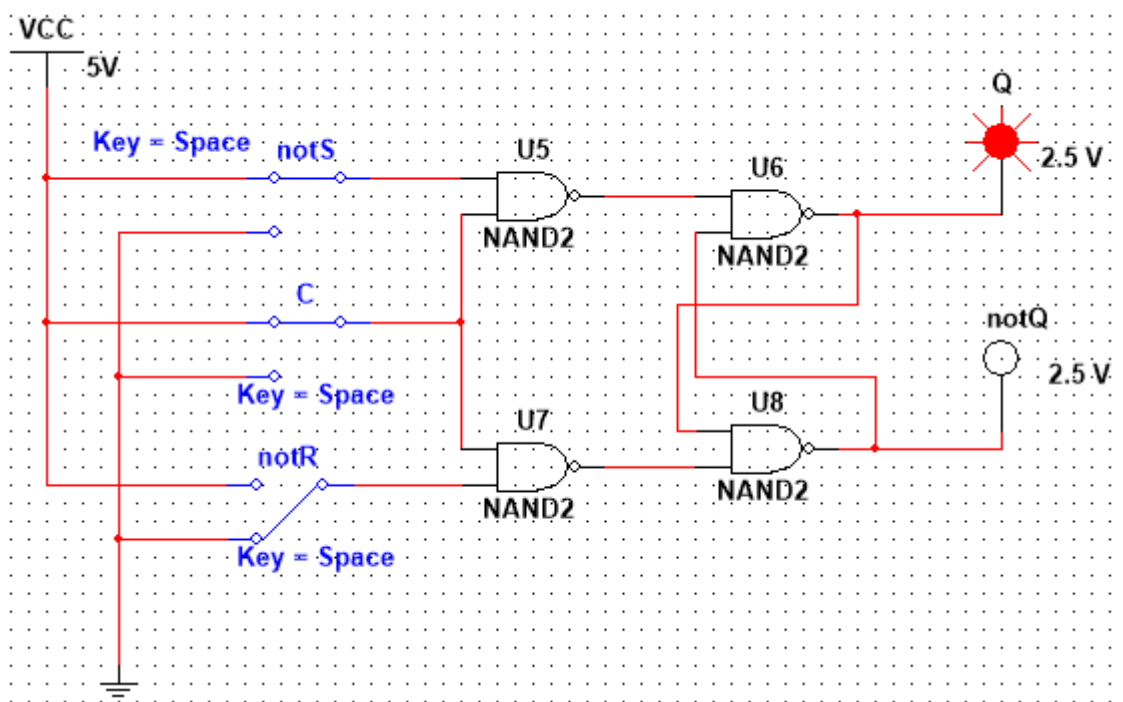 VCC
5V
Q
Key = Space
notS
U5
2.5 V
U6
NAND2
NAND2
C
notQ
2.5 V
Key = Space
U7
U8
notR
NAND2
NAND2
Key = Space